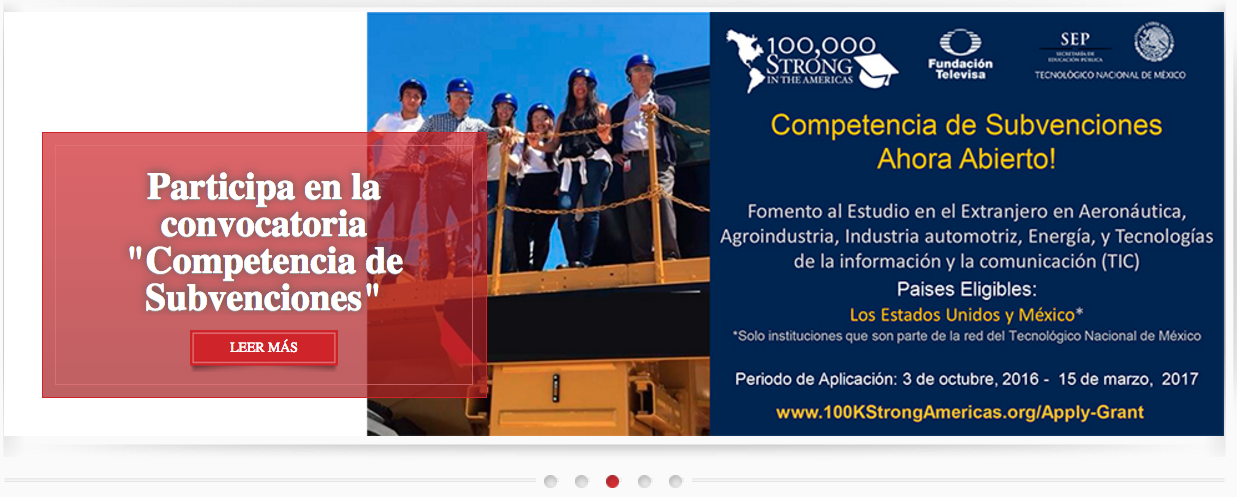 Participa en la
convocatoria
"Competencia de
Subvenciones"
LEER MÁS
100,000
STRONG
IN THE AMERICAS
Fundación
Televisa
SEP
SECRETARÍA DE
EDUCACIÓN PÚBLICA
TECNOLÓGICO NACIONAL DE MÉXICO
Competencia de Subvenciones
Ahora Abierto!
Fomento al Estudio en el Extranjero en Aeronáutica,
Agroindustria, Industria automotriz, Energía, y Tecnologías
de la información y la comunicación (TIC)
Paises Eligibles:
Los Estados Unidos y México*
*Solo instituciones que son parte de la red del Tecnológico Nacional de México
Periodo de Aplicación: 3 de octubre, 2016 - 15 de marzo, 2017
www.100KStrongAmericas.org/Apply-Grant